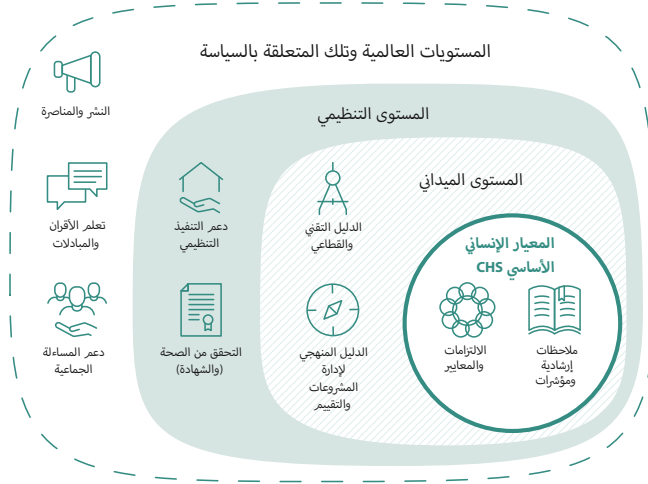 المستويات العالمية وتلك المتعلقة بالسياسة
المستوى التنظيمي
المستوى الميداني
المعيار الإنساني
الأساسي CHS
ملاحظات
إرشادية
ومؤشرات
الالتزامات
والمعايير
الدليل التقني
والقطاعي
الدليل المنهجي
لإدارة
المشروعات
والتقييم
دعم التنفيذ
التنظيمي
التحقق من الصحة
(والشهادة)
النشر والمناصرة
تعلم الأقران
والمبادلات
دعم المساءلة
الجماعية